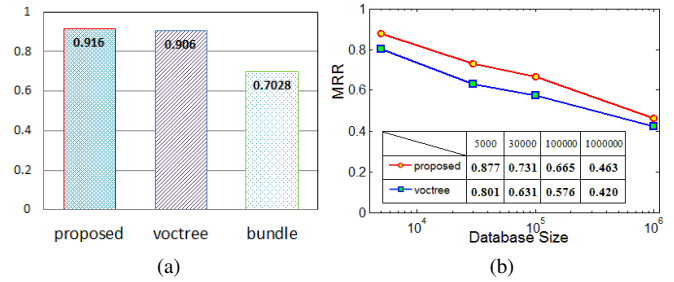 1
0.8
0.6
0.4
0.2
0
0.916
0.906
0.7028
proposed voctree bundle
(a)
MRR
1
0.8
0.6
0.4
0.2
0
5000 30000 100000 1000000
proposed 0.877 0.731 0.665 0.463
voctree 0.801 0.631 0.576 0.420
10^4 10^5 10^6
Database Size
(b)